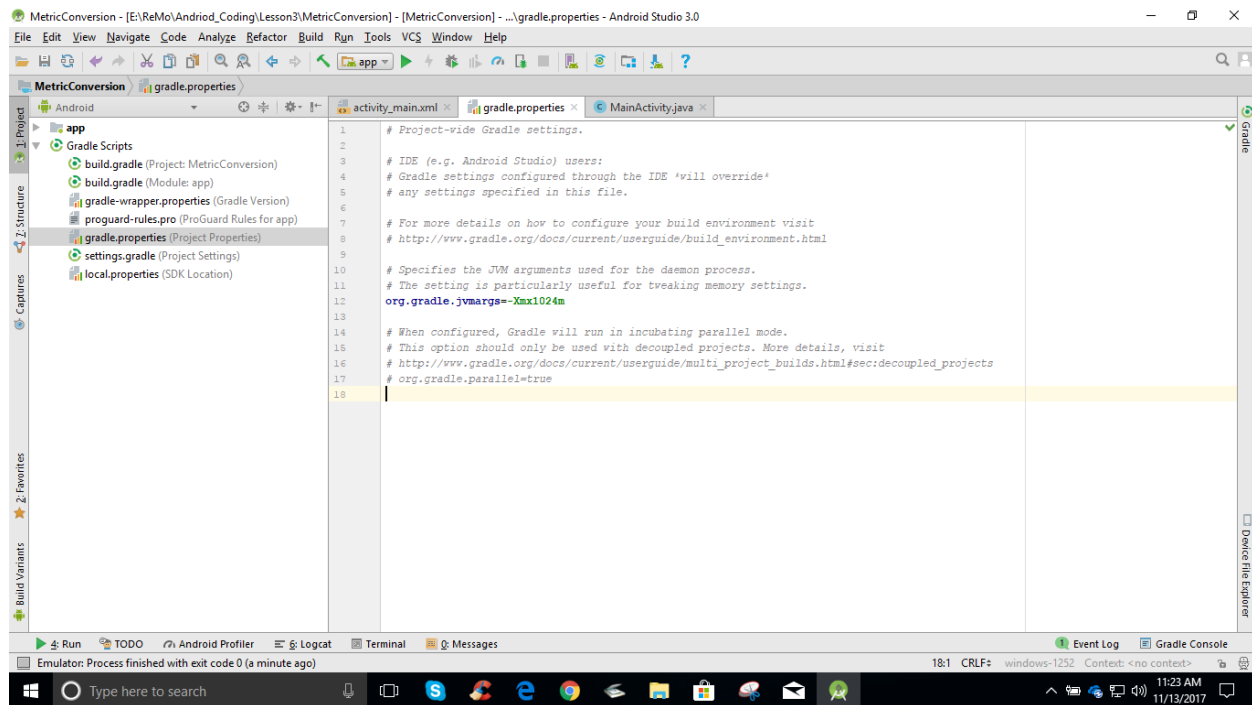 MetricConversion - [E:\ReMo\Andriod_Coding\Lesson3\MetricConversion] - [MetricConversion] - ...\gradle.properties - Android Studio 3.0
File Edit View Navigate Code Analyze Refactor Build Run Tools VCS Window Help
app
MetricConversion gradle.properties
Android
activity_main.xml gradle.properties MainActivity.java
1: Project
Z: Structure
Captures
2: Favorites
Build Variants
app
Gradle Scripts
build.gradle (Project: MetricConversion)
build.gradle (Module: app)
gradle-wrapper.properties (Gradle Version)
proguard-rules.pro (ProGuard Rules for app)
gradle.properties (Project Properties)
settings.gradle (Project Settings)
local.properties (SDK Location)
1 # Project-wide Gradle settings.
2
3 # IDE (e.g. Android Studio) users:
4 # Gradle settings configured through the IDE *will override*
5 # any settings specified in this file.
6
7 # For more details on how to configure your build environment visit
8 # http://www.gradle.org/docs/current/userguide/build_environment.html
9
10 # Specifies the JVM arguments used for the daemon process.
11 # The setting is particularly useful for tweaking memory settings.
12 org.gradle.jvmargs=-Xmx1024m
13
14 # When configured, Gradle will run in incubating parallel mode.
15 # This option should only be used with decoupled projects. More details, visit
16 # http://www.gradle.org/docs/current/userguide/multi_project_builds.html#sec:decoupled_projects
17 # org.gradle.parallel=true
18
Gradle
Device File Explorer
4: Run TODO Android Profiler 6: Logcat Terminal 0: Messages 1 Event Log Gradle Console
Emulator: Process finished with exit code 0 (a minute ago) 18:1 CRLF windows-1252 Context: <no context>
Type here to search
11:23 AM
11/13/2017